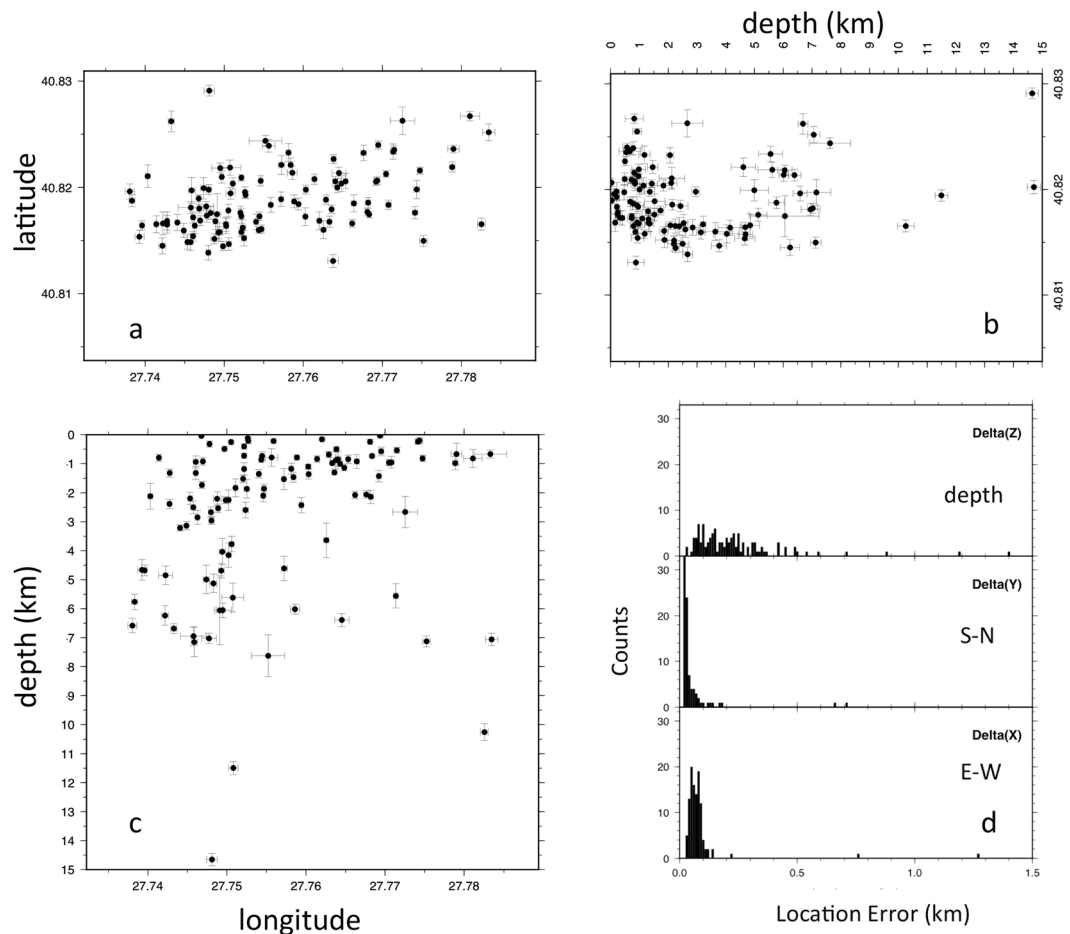 depth (km)
0 1 2 3 4 5 6 7 8 9 10 11 12 13 14 15
40.83
40.82
40.81
latitude
a
27.74 27.75 27.76 27.77 27.78
40.83
40.82
40.81
b
0
1
2
3
4
5
6
7
8
9
10
11
12
13
14
15
depth (km)
c
27.74 27.75 27.76 27.77 27.78
longitude
30
20
10
0
Delta(Z)
depth
30
20
10
0
Delta(Y)
S-N
Counts
30
20
10
0
Delta(X)
E-W
d
0.0 0.5 1.0 1.5
Location Error (km)